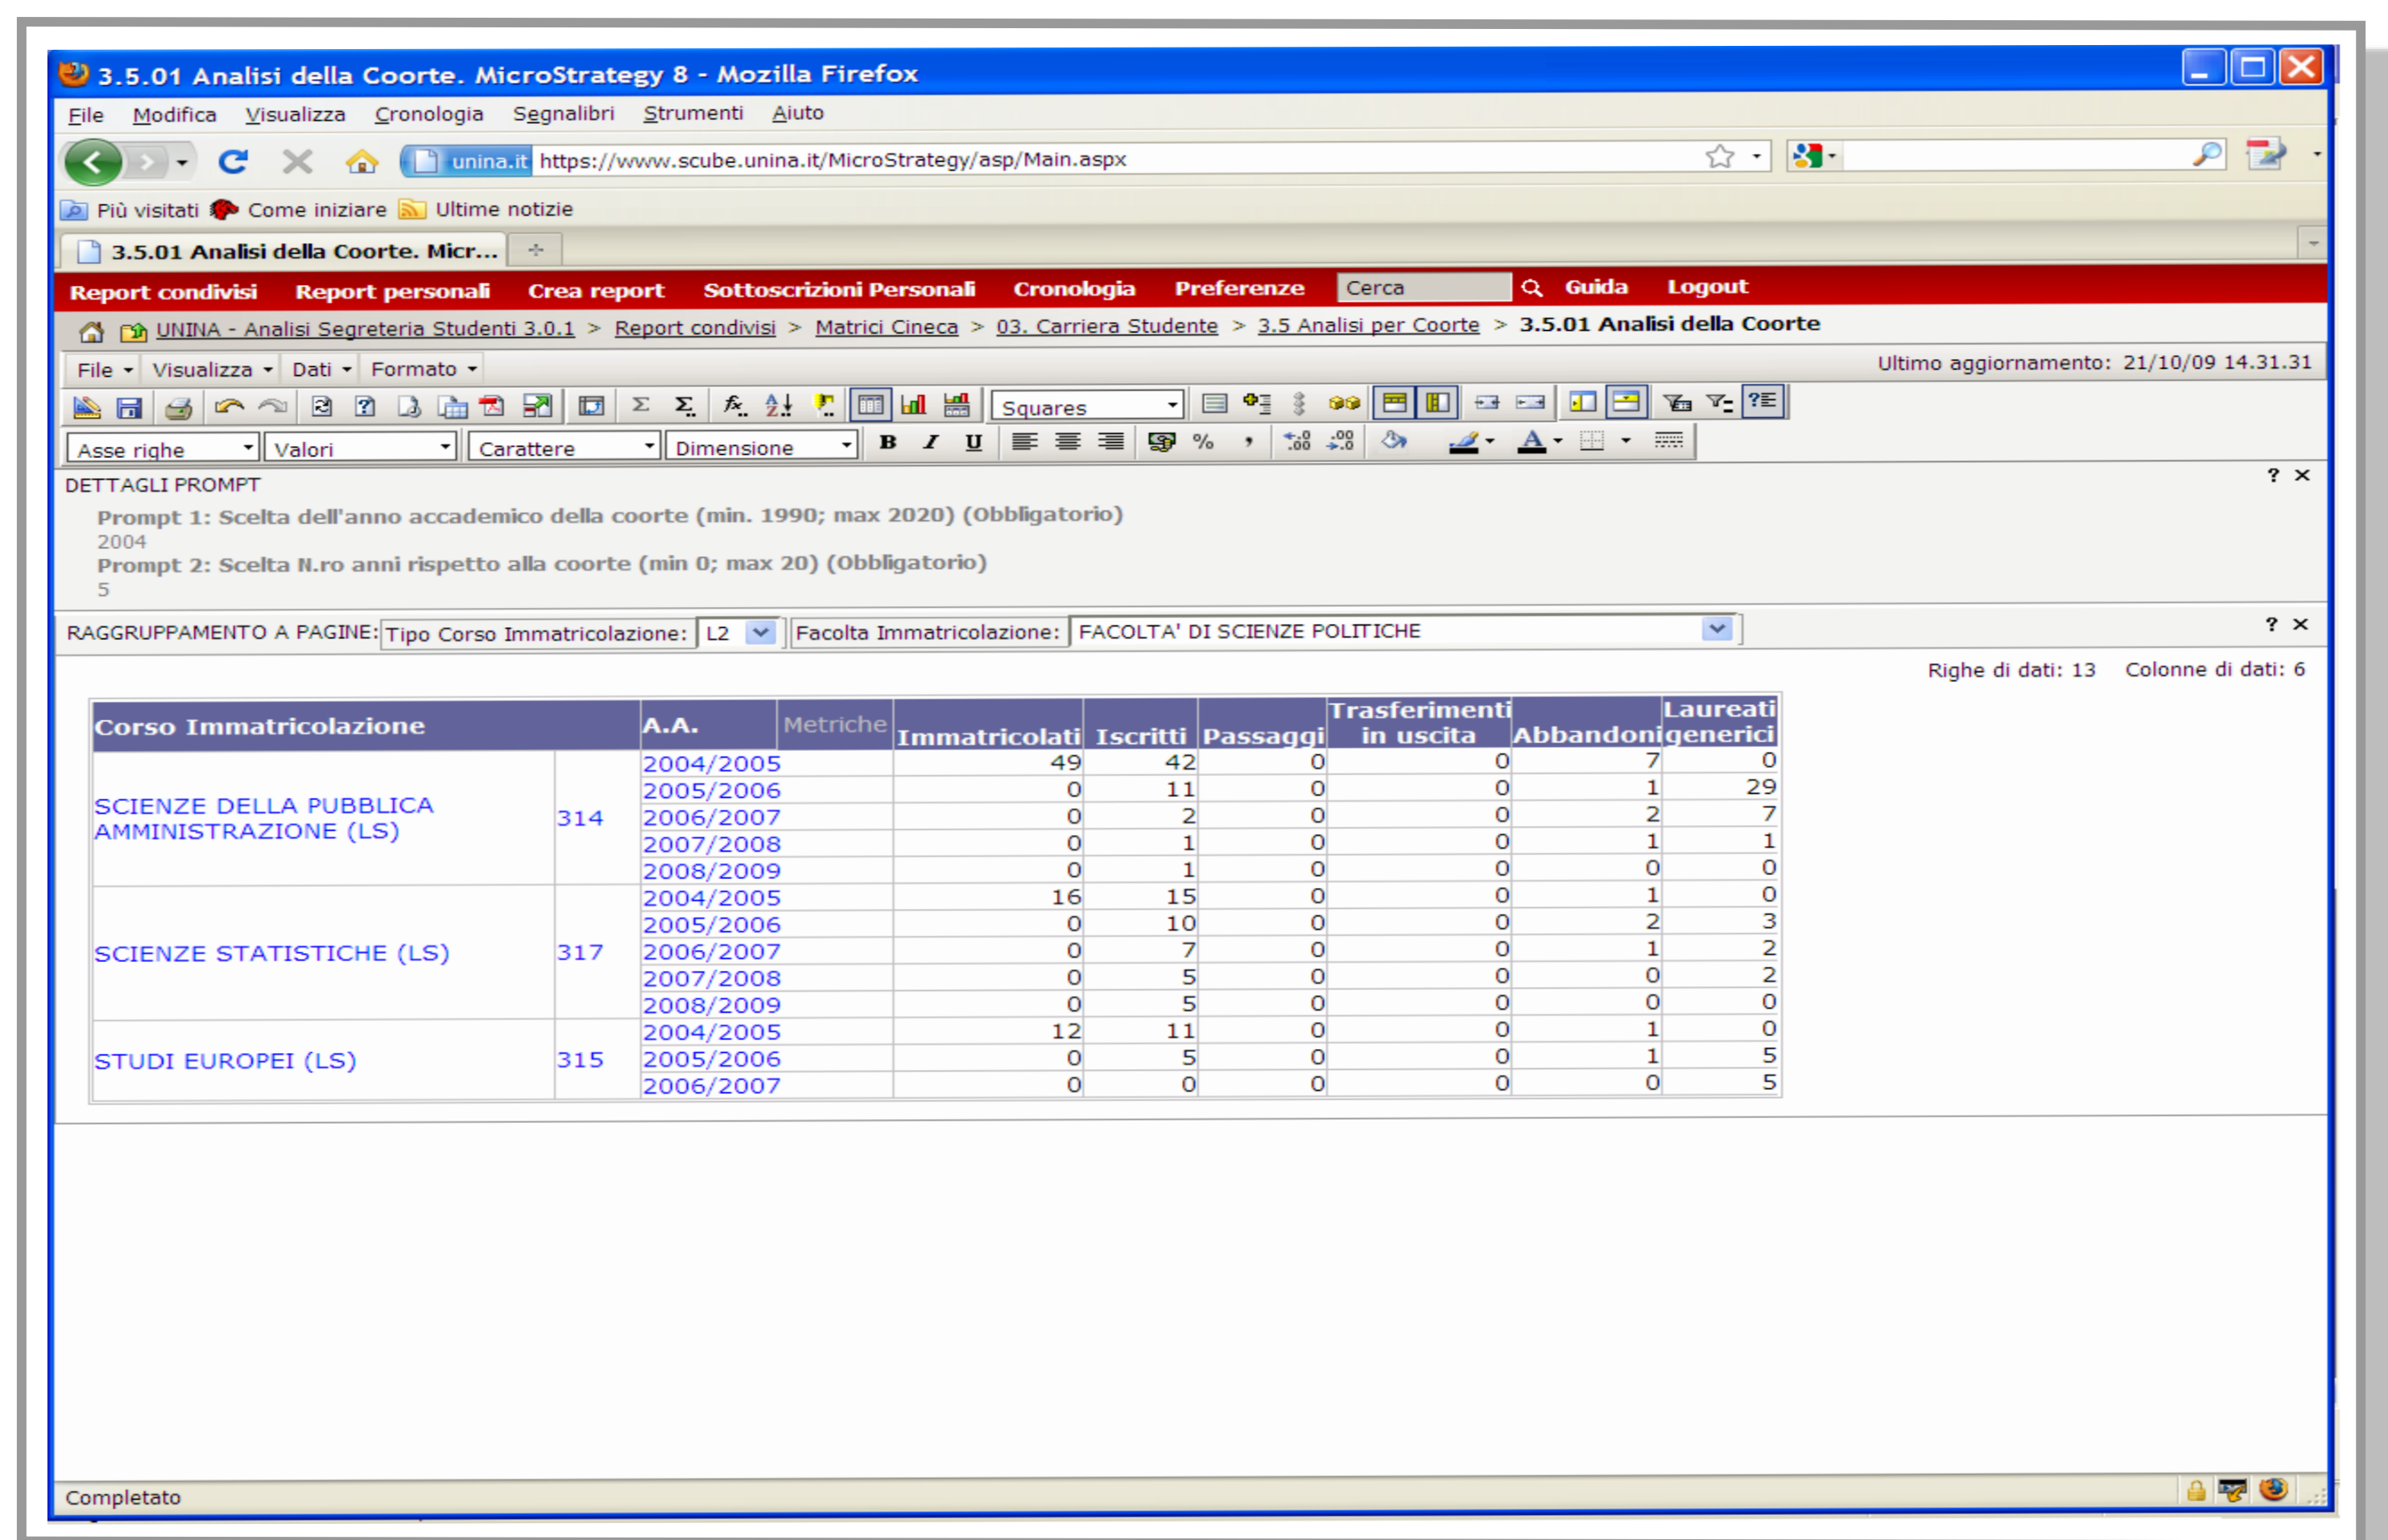 3.5.01 Analisi della Coorte. MicroStrategy 8 - Mozilla Firefox
File Modifica Visualizza Cronologia Segnalibri Strumenti Aiuto
unina.it https://www.scube.unina.it/MicroStrategy/asp/Main.aspx
Più visitati Come iniziare Ultime notizie
3.5.01 Analisi della Coorte. Micr...
Report condivisi Report personali Crea report Sottoscrizioni Personali Cronologia Preferenze Cerca Guida Logout
UNINA - Analisi Segreteria Studenti 3.0.1 > Report condivisi > Matrici Cineca > 03. Carriera Studente > 3.5 Analisi per Coorte > 3.5.01 Analisi della Coorte
File Visualizza Dati Formato Ultimo aggiornamento: 21/10/09 14.31.31
Squares
Asse righe Valori Carattere Dimensione B I U % ,
DETTAGLI PROMPT ? ×
Prompt 1: Scelta dell'anno accademico della coorte (min. 1990; max 2020) (Obbligatorio)
2004
Prompt 2: Scelta N.ro anni rispetto alla coorte (min 0; max 20) (Obbligatorio)
5
RAGGRUPPAMENTO A PAGINE: Tipo Corso Immatricolazione: L2 Facolta Immatricolazione: FACOLTA' DI SCIENZE POLITICHE ? ×
Righe di dati: 13 Colonne di dati: 6
Corso Immatricolazione A.A. Metriche Immatricolati Iscritti Passaggi Trasferimenti in uscita Abbandoni Laureati generici
SCIENZE DELLA PUBBLICA AMMINISTRAZIONE (LS) 314 2004/2005 49 42 0 0 7 0
2005/2006 0 11 0 0 1 29
2006/2007 0 2 0 0 2 7
2007/2008 0 1 0 0 1 1
2008/2009 0 1 0 0 0 0
SCIENZE STATISTICHE (LS) 317 2004/2005 16 15 0 0 1 0
2005/2006 0 10 0 0 2 3
2006/2007 0 7 0 0 1 2
2007/2008 0 5 0 0 0 2
2008/2009 0 5 0 0 0 0
STUDI EUROPEI (LS) 315 2004/2005 12 11 0 0 1 0
2005/2006 0 5 0 0 1 5
2006/2007 0 0 0 0 0 5
Completato